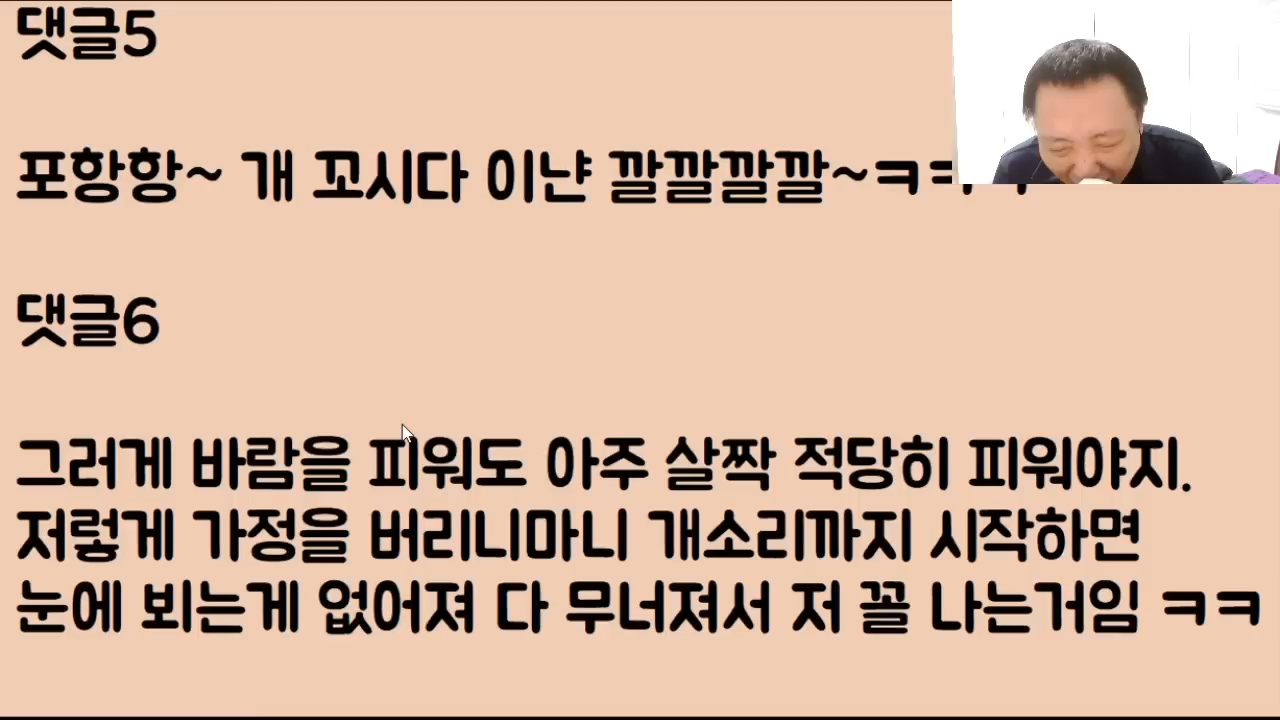 댓글5
포항항~ 개 꼬시다 이냔 깔깔깔깔~ㅋㅋ
댓글6
그러게 바람을 피워도 아주 살짝 적당히 피워야지.
저렇게 가정을 버리니마니 개소리까지 시작하면
눈에 뵈는게 없어져 다 무너져서 저 꼴 나는거임 ㅋㅋ